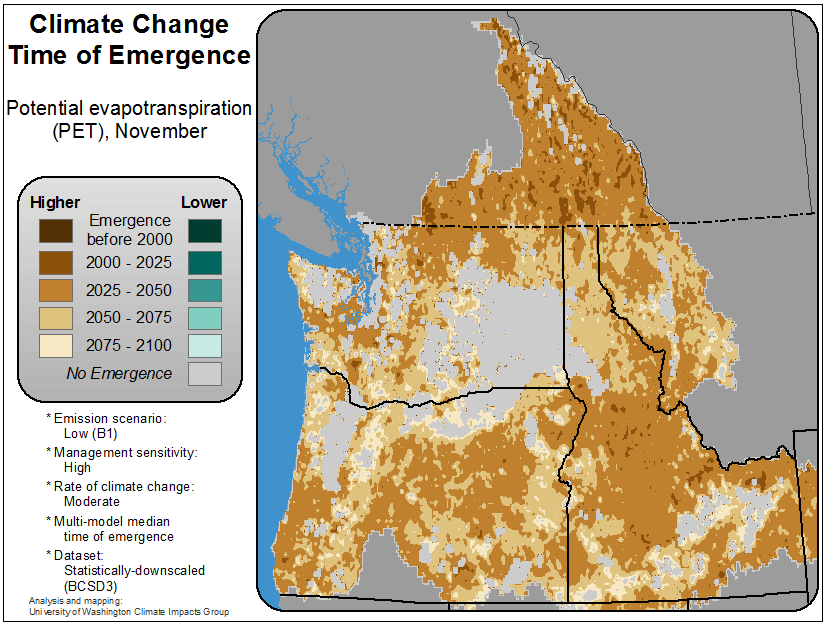 Climate Change
Time of Emergence
Potential evapotranspiration
(PET), November
Higher Lower
Emergence
before 2000
2000 - 2025
2025 - 2050
2050 - 2075
2075 - 2100
No Emergence
* Emission scenario:
Low (B1)
* Management sensitivity:
High
* Rate of climate change:
Moderate
* Multi-model median
time of emergence
* Dataset:
Statistically-downscaled
(BCSD3)
Analysis and mapping:
University of Washington Climate Impacts Group